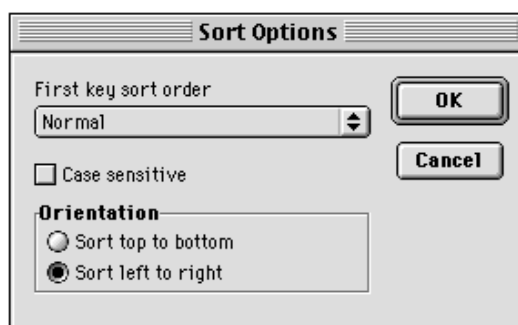 Sort Options
First key sort order
Normal
OK
Cancel
Case sensitive
Orientation
Sort top to bottom
Sort left to right